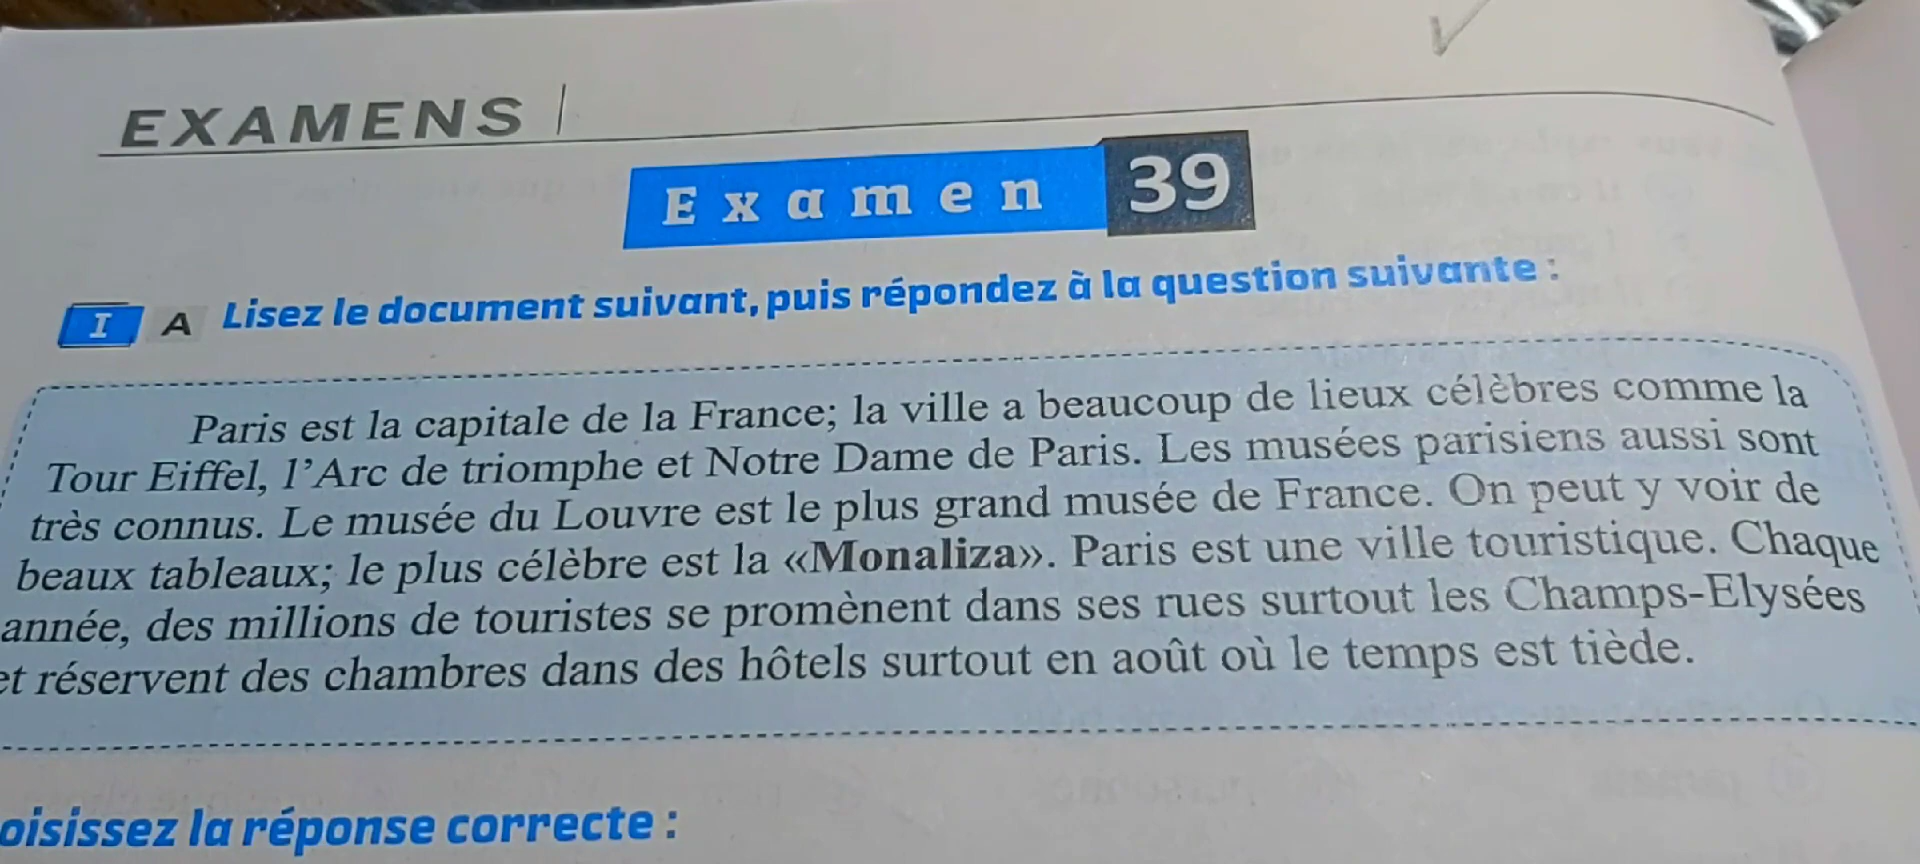 EXAMENS
Examen 39
I A Lisez le document suivant, puis répondez à la question suivante :
Paris est la capitale de la France; la ville a beaucoup de lieux célèbres comme la
Tour Eiffel, l'Arc de triomphe et Notre Dame de Paris. Les musées parisiens aussi sont
très connus. Le musée du Louvre est le plus grand musée de France. On peut y voir de
beaux tableaux; le plus célèbre est la «Monaliza». Paris est une ville touristique. Chaque
année, des millions de touristes se promènent dans ses rues surtout les Champs-Elysées
et réservent des chambres dans des hôtels surtout en août où le temps est tiède.
oisissez la réponse correcte :